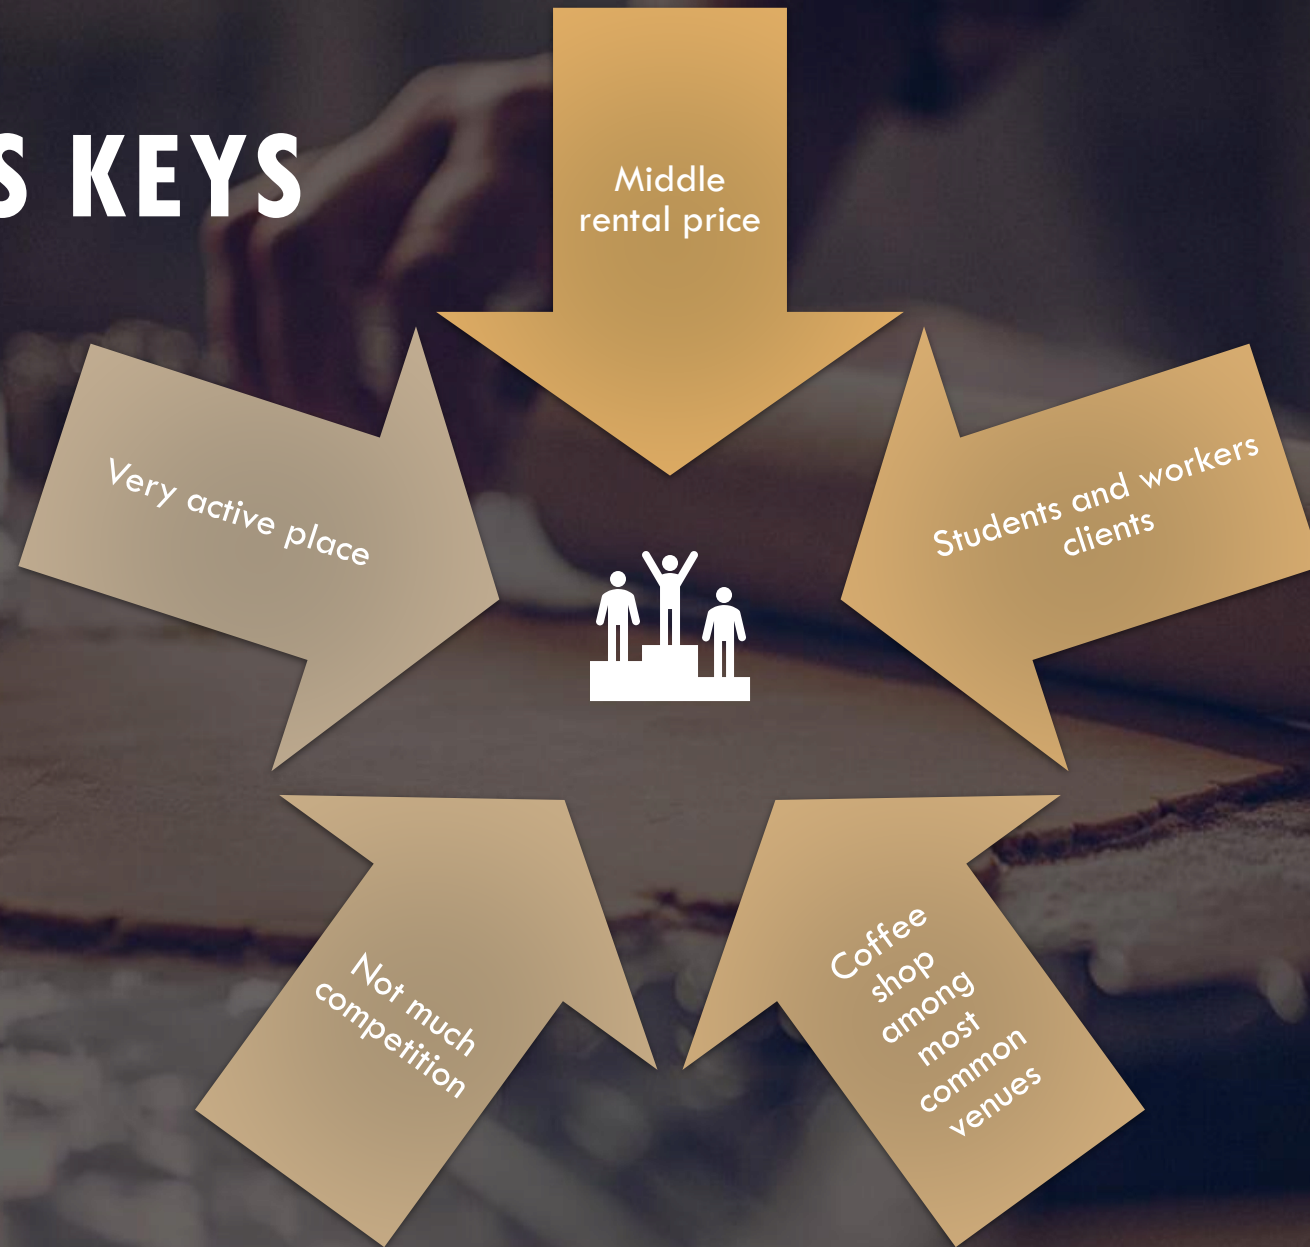 S KEYS
Middle
rental price
Students and workers
clients
Coffee
shop
among
most
common
venues
Not much
competition
Very active place